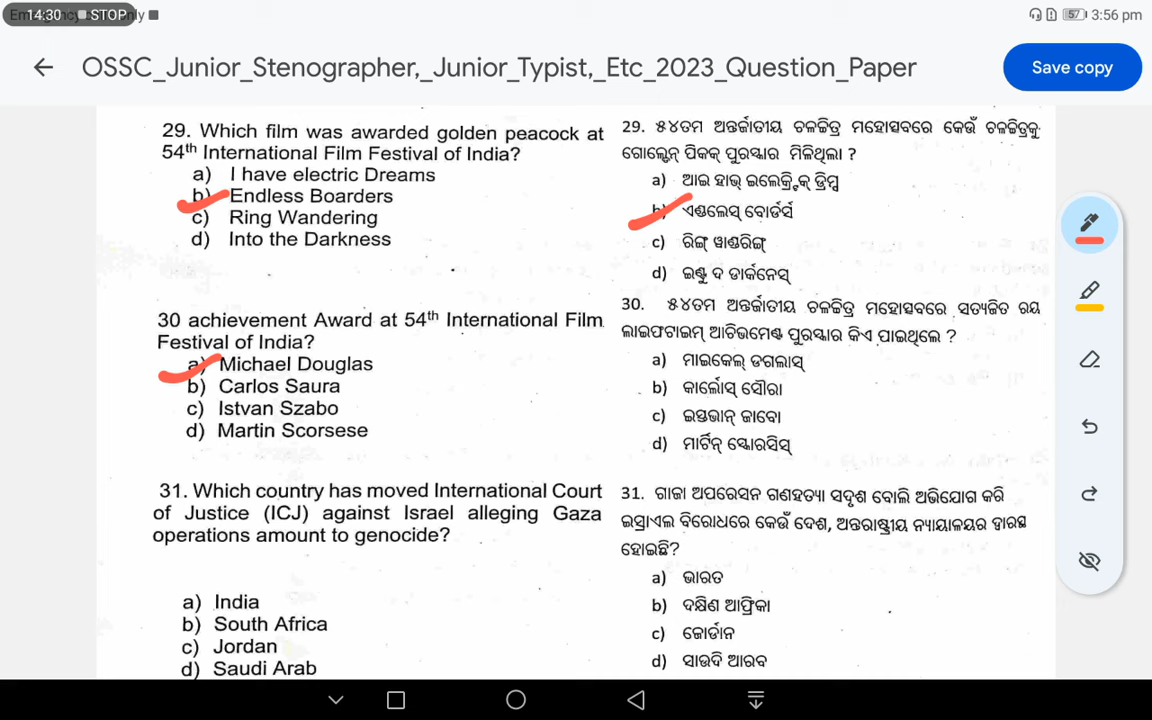 14:30 STOP
3:56 pm
57
OSSC_Junior_Stenographer,_Junior_Typist,_Etc_2023_Question_Paper
Save copy
29. Which film was awarded golden peacock at
54th International Film Festival of India?
a) I have electric Dreams
b) Endless Boarders
c) Ring Wandering
d) Into the Darkness
30 achievement Award at 54th International Film
Festival of India?
a) Michael Douglas
b) Carlos Saura
c) Istvan Szabo
d) Martin Scorsese
31. Which country has moved International Court
of Justice (ICJ) against Israel alleging Gaza
operations amount to genocide?
a) India
b) South Africa
c) Jordan
d) Saudi Arab
29. ୫୪ତମ ଅନ୍ତର୍ଜାତୀୟ ଚଳଚ୍ଚିତ୍ର ମହୋତ୍ସବରେ କେଉଁ ଚଳଚ୍ଚିତ୍ରକୁ
ଗୋଲ୍ଡେନ୍ ପିକକ୍ ପୁରସ୍କାର ମିଳିଥିଲା ?
a) ଆଇ ହାଭ୍ ଇଲେକ୍ଟ୍ରିକ୍ ଡ୍ରିମ୍ସ
b) ଏଣ୍ଡଲେସ୍ ବୋର୍ଡର୍ସ
c) ରିଙ୍ଗ୍ ୱାଣ୍ଡରିଙ୍ଗ୍
d) ଇଣ୍ଟୁ ଦ ଡାର୍କନେସ୍
30. ୫୪ତମ ଅନ୍ତର୍ଜାତୀୟ ଚଳଚ୍ଚିତ୍ର ମହୋତ୍ସବରେ ସତ୍ୟଜିତ ରୟ
ଲାଇଫଟାଇମ୍ ଆଚିଭମେଣ୍ଟ ପୁରସ୍କାର କିଏ ପାଇଥିଲେ ?
a) ମାଇକେଲ୍ ଡଗଲାସ୍
b) କାର୍ଲୋସ୍ ସୌରା
c) ଇସ୍ତଭାନ୍ ଜାବୋ
d) ମାର୍ଟିନ୍ ସ୍କୋରସିସ୍
31. ଗାଜା ଅପରେସନ ଗଣହତ୍ୟା ସଦୃଶ ବୋଲି ଅଭିଯୋଗ କରି
ଇସ୍ରାଏଲ ବିରୋଧରେ କେଉଁ ଦେଶ, ଅନ୍ତରାଷ୍ଟ୍ରୀୟ ନ୍ୟାୟାଳୟର ଦ୍ୱାରସ୍ଥ
ହୋଇଛି?
a) ଭାରତ
b) ଦକ୍ଷିଣ ଆଫ୍ରିକା
c) ଜୋର୍ଡାନ
d) ସାଉଦି ଆରବ